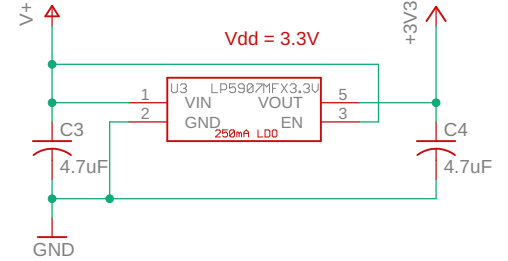 V+
+3V3
Vdd = 3.3V
U3 LP5907MFX3.3V
1 VIN VOUT 5
2 GND EN 3
250mA LDO
C3
4.7uF
C4
4.7uF
GND